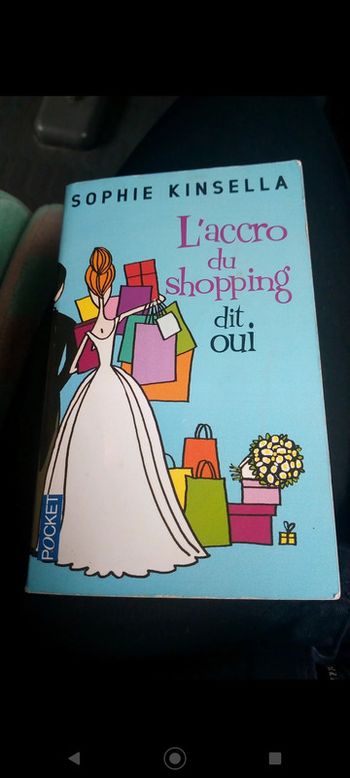 SOPHIE KINSELLA
L'accro
du
shopping
dit
oui
POCKET